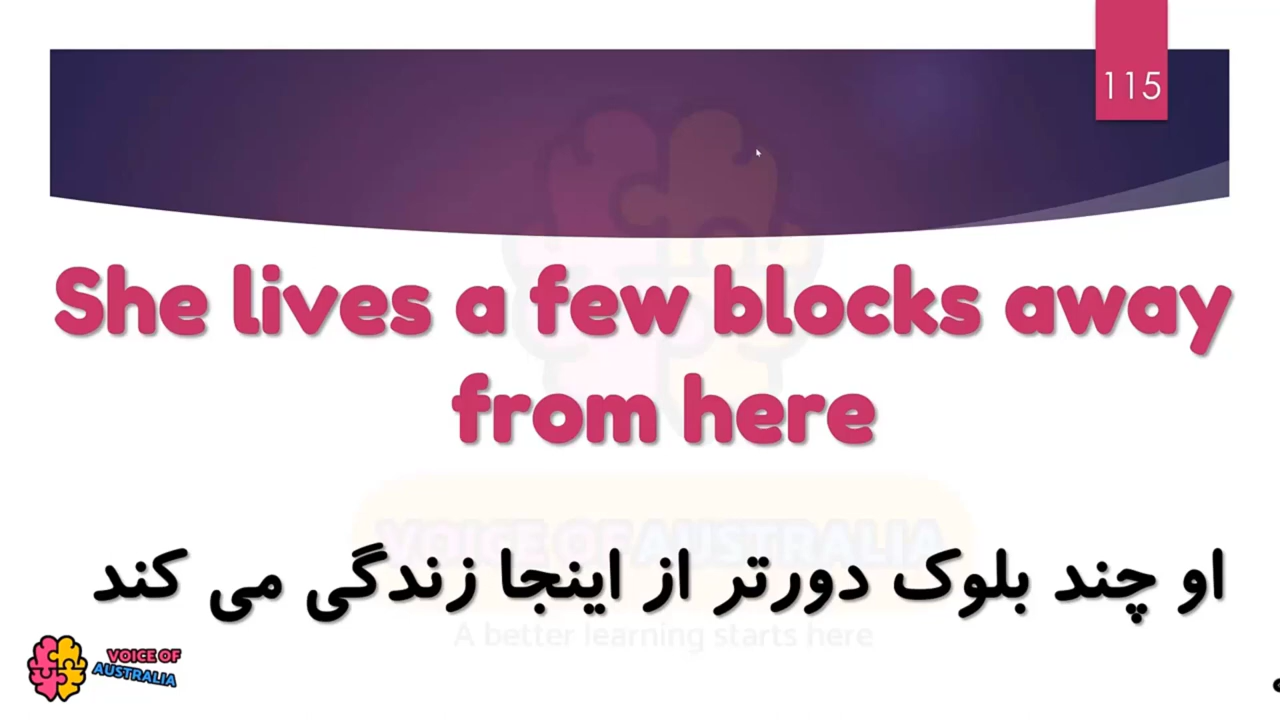 115
She lives a few blocks away
from here
VOICE OF AUSTRALIA
او چند بلوک دورتر از اینجا زندگی می کند
A better learning starts here
VOICE OF
AUSTRALIA